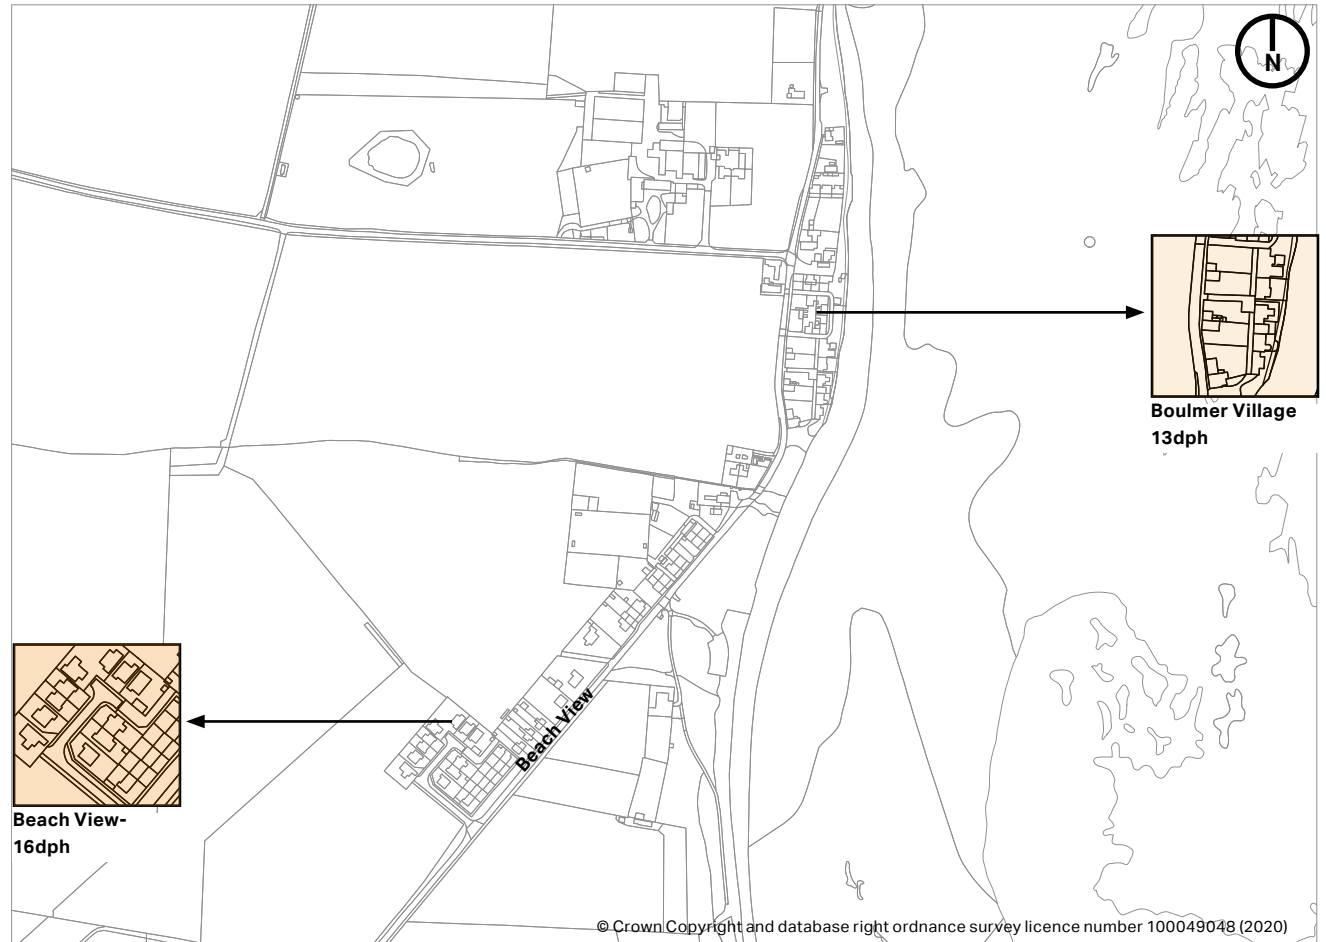 N
Boulmer Village
13dph
Beach View
Beach View-
16dph
© Crown Copyright and database right ordnance survey licence number 100049048 (2020)